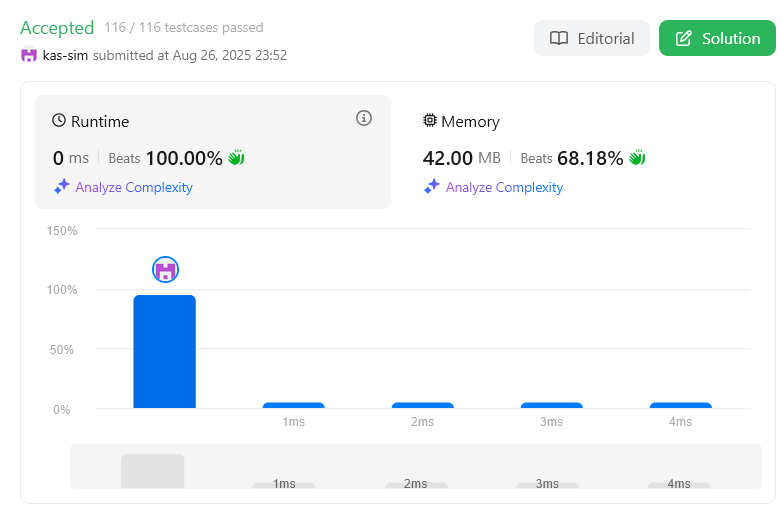 Accepted 116 / 116 testcases passed
kas-sim submitted at Aug 26, 2025 23:52
Editorial
Solution
Runtime
0 ms Beats 100.00%
Analyze Complexity
Memory
42.00 MB Beats 68.18%
Analyze Complexity
150%
100%
50%
0%
1ms 2ms 3ms 4ms
1ms 2ms 3ms 4ms